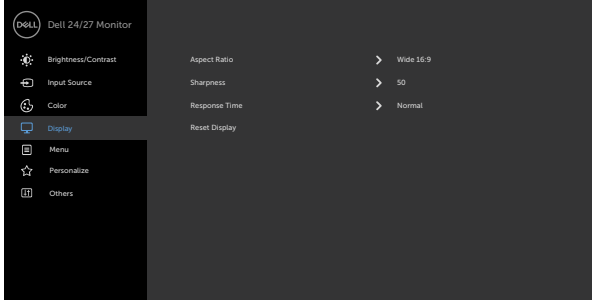 DELL Dell 24/27 Monitor
Brightness/Contrast
Input Source
Color
Display
Menu
Personalize
Others
Aspect Ratio Wide 16:9
Sharpness 50
Response Time Normal
Reset Display